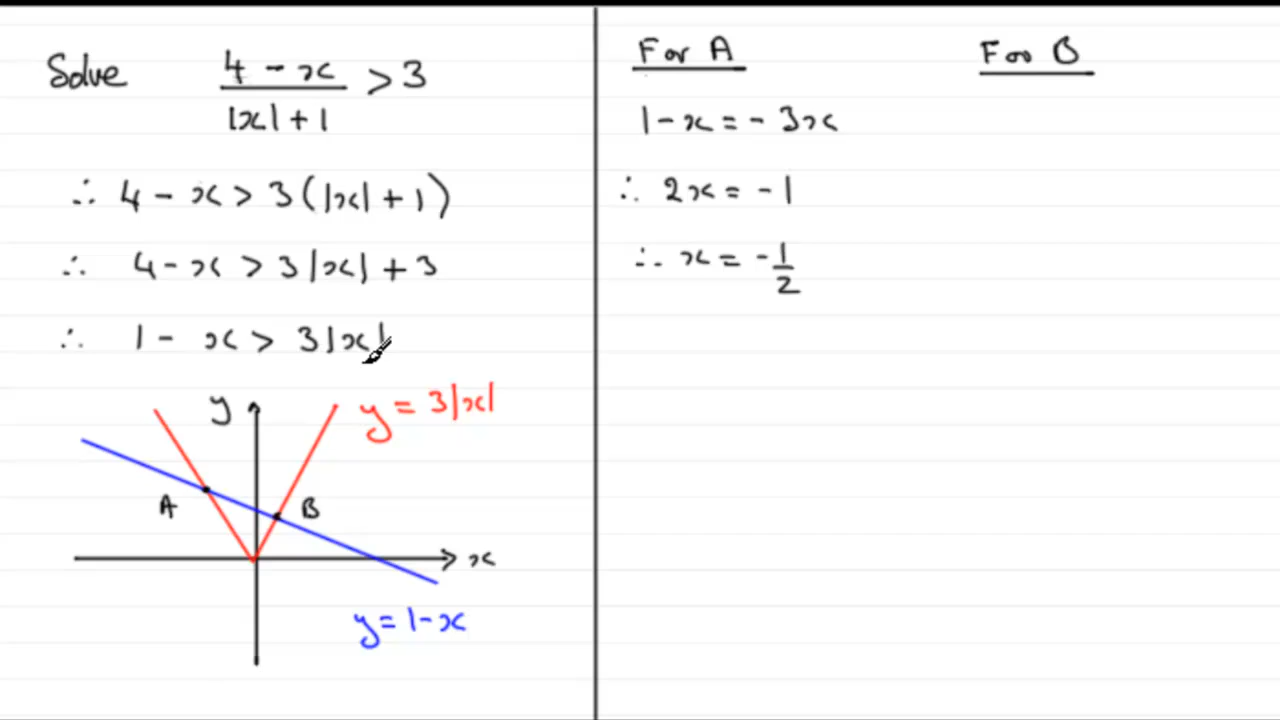 Solve (4 - x)/(|x| + 1) > 3
∴ 4 - x > 3(|x| + 1)
∴ 4 - x > 3|x| + 3
∴ 1 - x > 3|x|
y
y = 3|x|
A
B
x
y = 1 - x
For A
1 - x = - 3x
∴ 2x = - 1
∴ x = - 1/2
For B